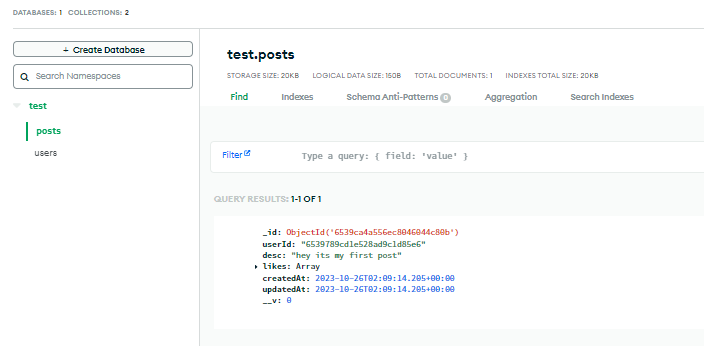 DATABASES: 1 COLLECTIONS: 2
+ Create Database
Search Namespaces
test
posts
users
test.posts
STORAGE SIZE: 20KB LOGICAL DATA SIZE: 150B TOTAL DOCUMENTS: 1 INDEXES TOTAL SIZE: 20KB
Find Indexes Schema Anti-Patterns 0 Aggregation Search Indexes
Filter Type a query: { field: 'value' }
QUERY RESULTS: 1-1 OF 1
_id: ObjectId('6539ca4a556ec8046044c80b')
userId: "6539789cd1e528ad9c1d85e6"
desc: "hey its my first post"
likes: Array
createdAt: 2023-10-26T02:09:14.205+00:00
updatedAt: 2023-10-26T02:09:14.205+00:00
__v: 0